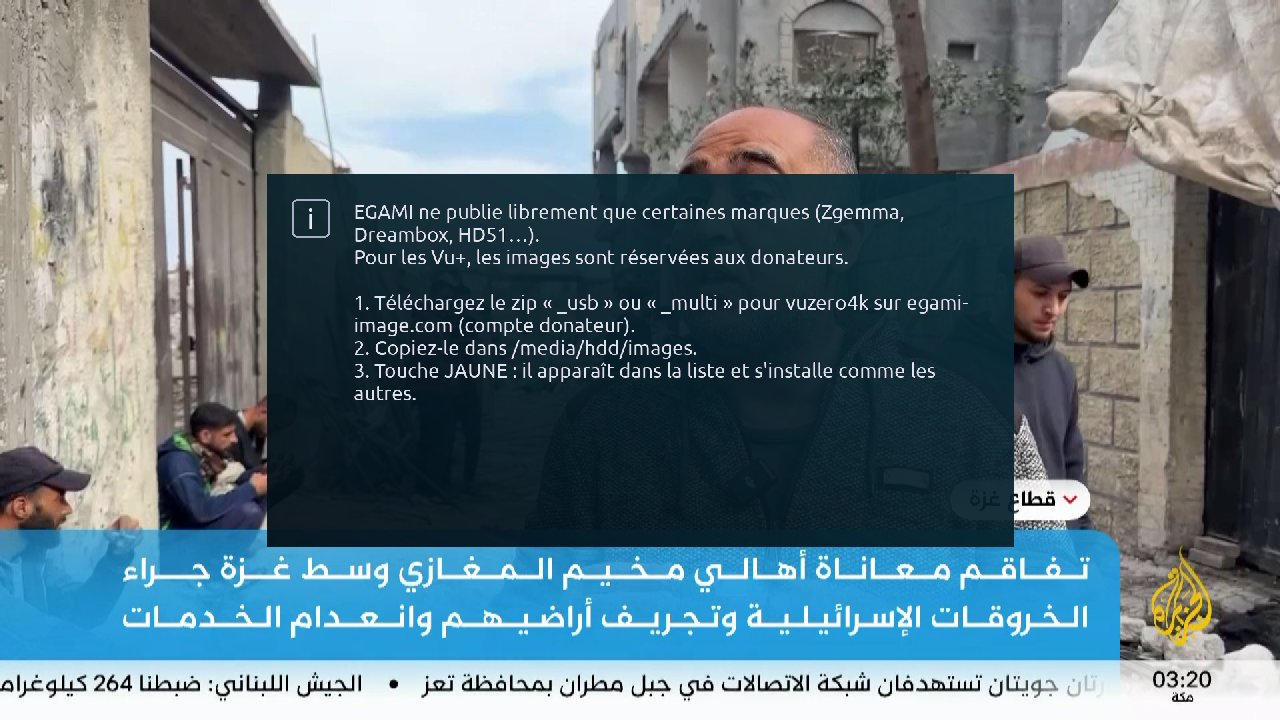 EGAMI ne publie librement que certaines marques (Zgemma,
Dreambox, HD51...).
Pour les Vu+, les images sont réservées aux donateurs.
1. Téléchargez le zip « _usb » ou « _multi » pour vuzero4k sur egami-
image.com (compte donateur).
2. Copiez-le dans /media/hdd/images.
3. Touche JAUNE : il apparaît dans la liste et s'installe comme les
autres.
قطاع غزة
تفاقم معاناة أهالي مخيم المغازي وسط غزة جراء
الخروقات الإسرائيلية وتجريف أراضيهم وانعدام الخدمات
جويتان تستهدفان شبكة الاتصالات في جبل مطران بمحافظة تعز • الجيش اللبناني: ضبطنا 264
03:20
مكة
الجزيرة